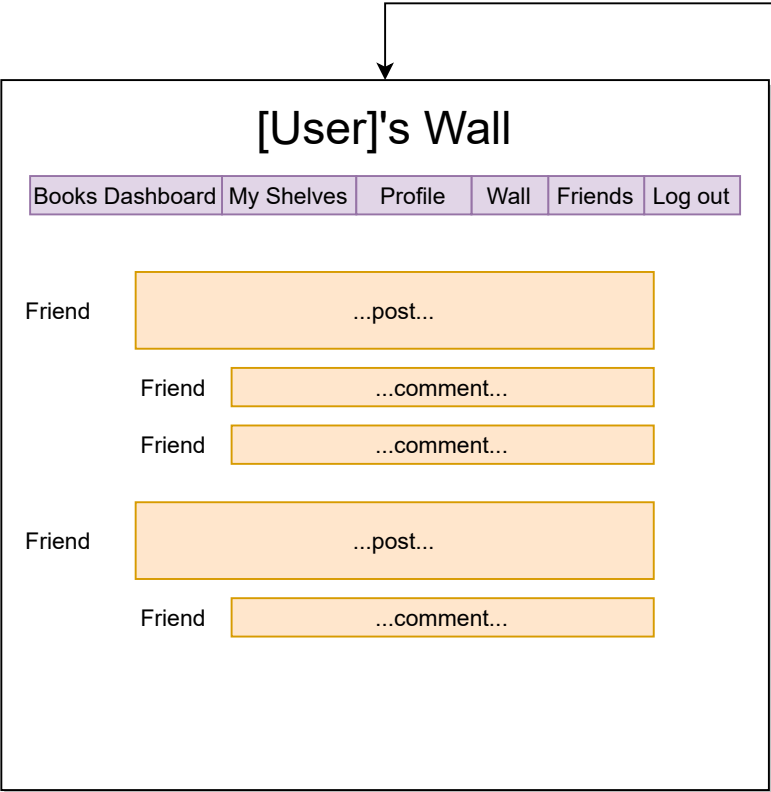 [User]'s Wall
Books Dashboard My Shelves Profile Wall Friends Log out
Friend ...post...
Friend ...comment...
Friend ...comment...
Friend ...post...
Friend ...comment...